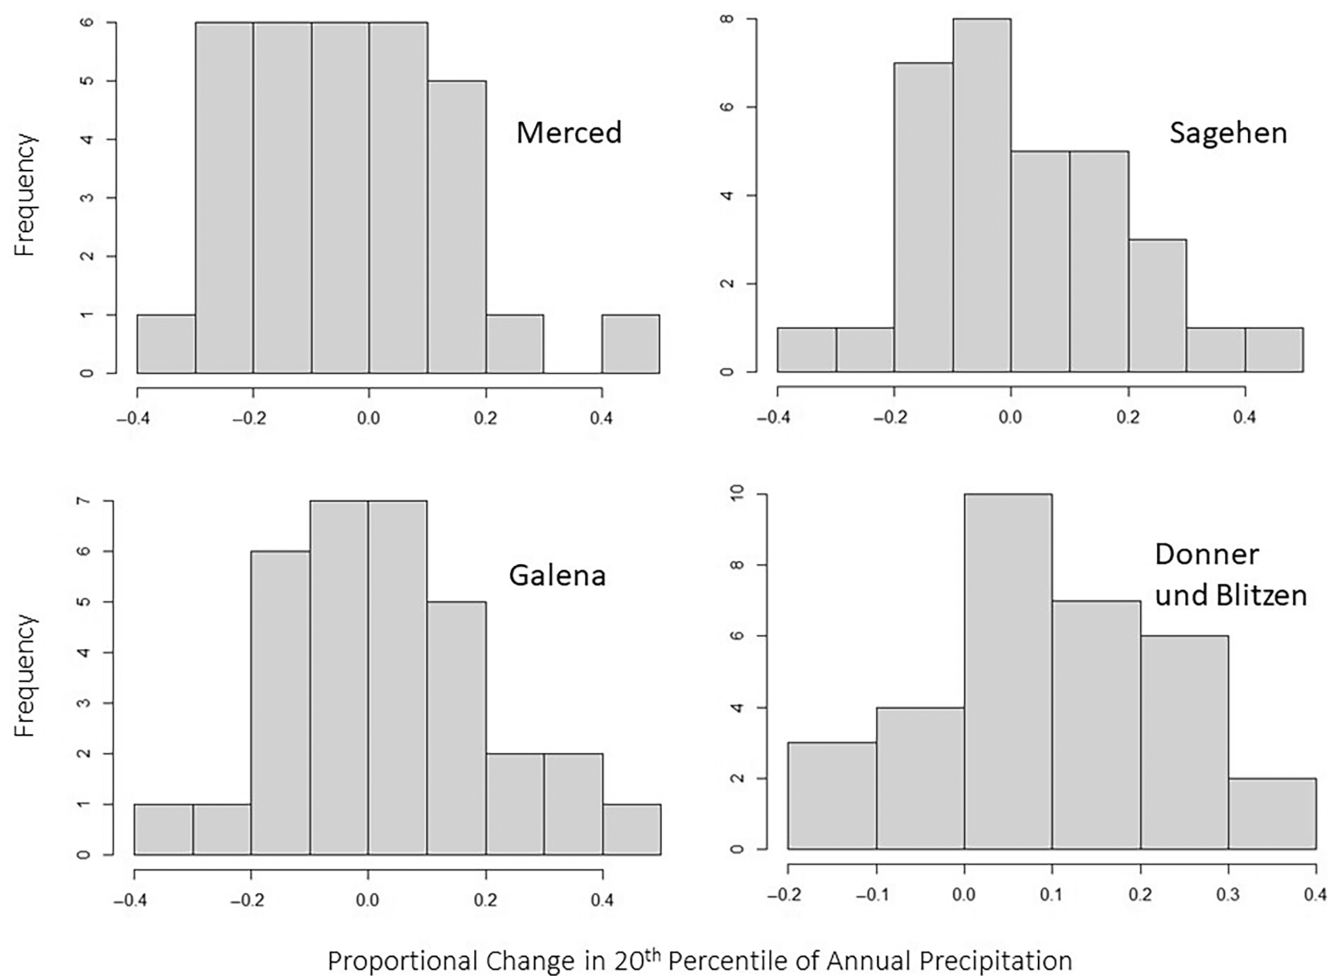 Frequency
6
5
4
3
2
1
0
Merced
–0.4 –0.2 0.0 0.2 0.4
8
6
4
2
0
Sagehen
–0.4 –0.2 0.0 0.2 0.4
Frequency
7
6
5
4
3
2
1
0
Galena
–0.4 –0.2 0.0 0.2 0.4
10
8
6
4
2
0
Donner
und Blitzen
–0.2 –0.1 0.0 0.1 0.2 0.3 0.4
Proportional Change in 20th Percentile of Annual Precipitation